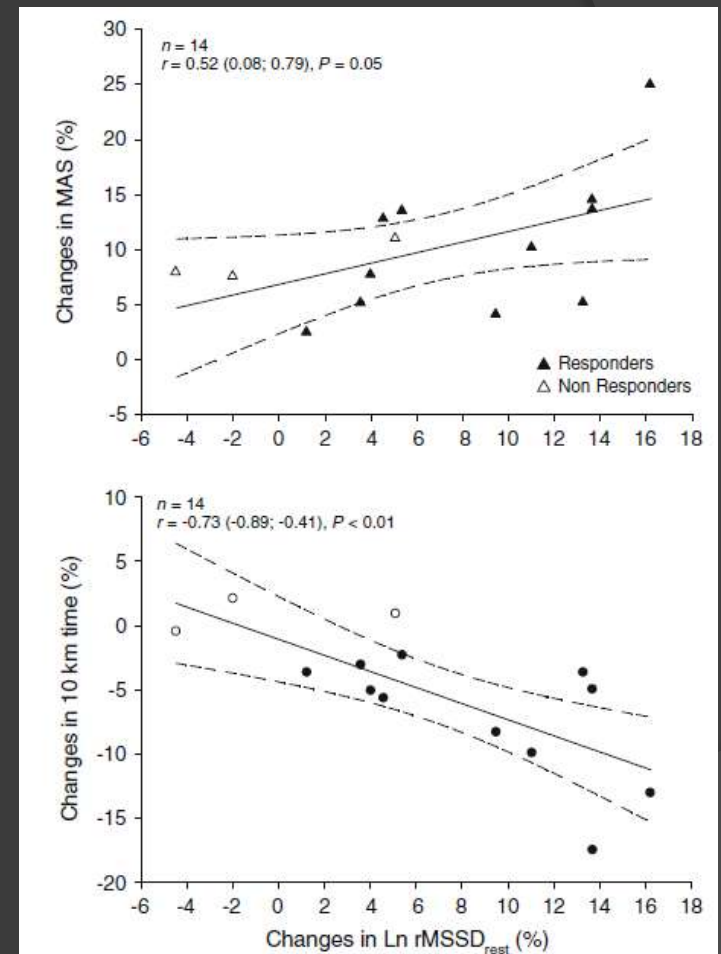 30
n = 14
r = 0.52 (0.08; 0.79), P = 0.05
25
20
15
10
5
0
-5
Changes in MAS (%)
▲ Responders
△ Non Responders
-6 -4 -2 0 2 4 6 8 10 12 14 16 18
10
n = 14
r = -0.73 (-0.89; -0.41), P < 0.01
5
0
-5
-10
-15
-20
Changes in 10 km time (%)
-6 -4 -2 0 2 4 6 8 10 12 14 16 18
Changes in Ln rMSSD_rest (%)